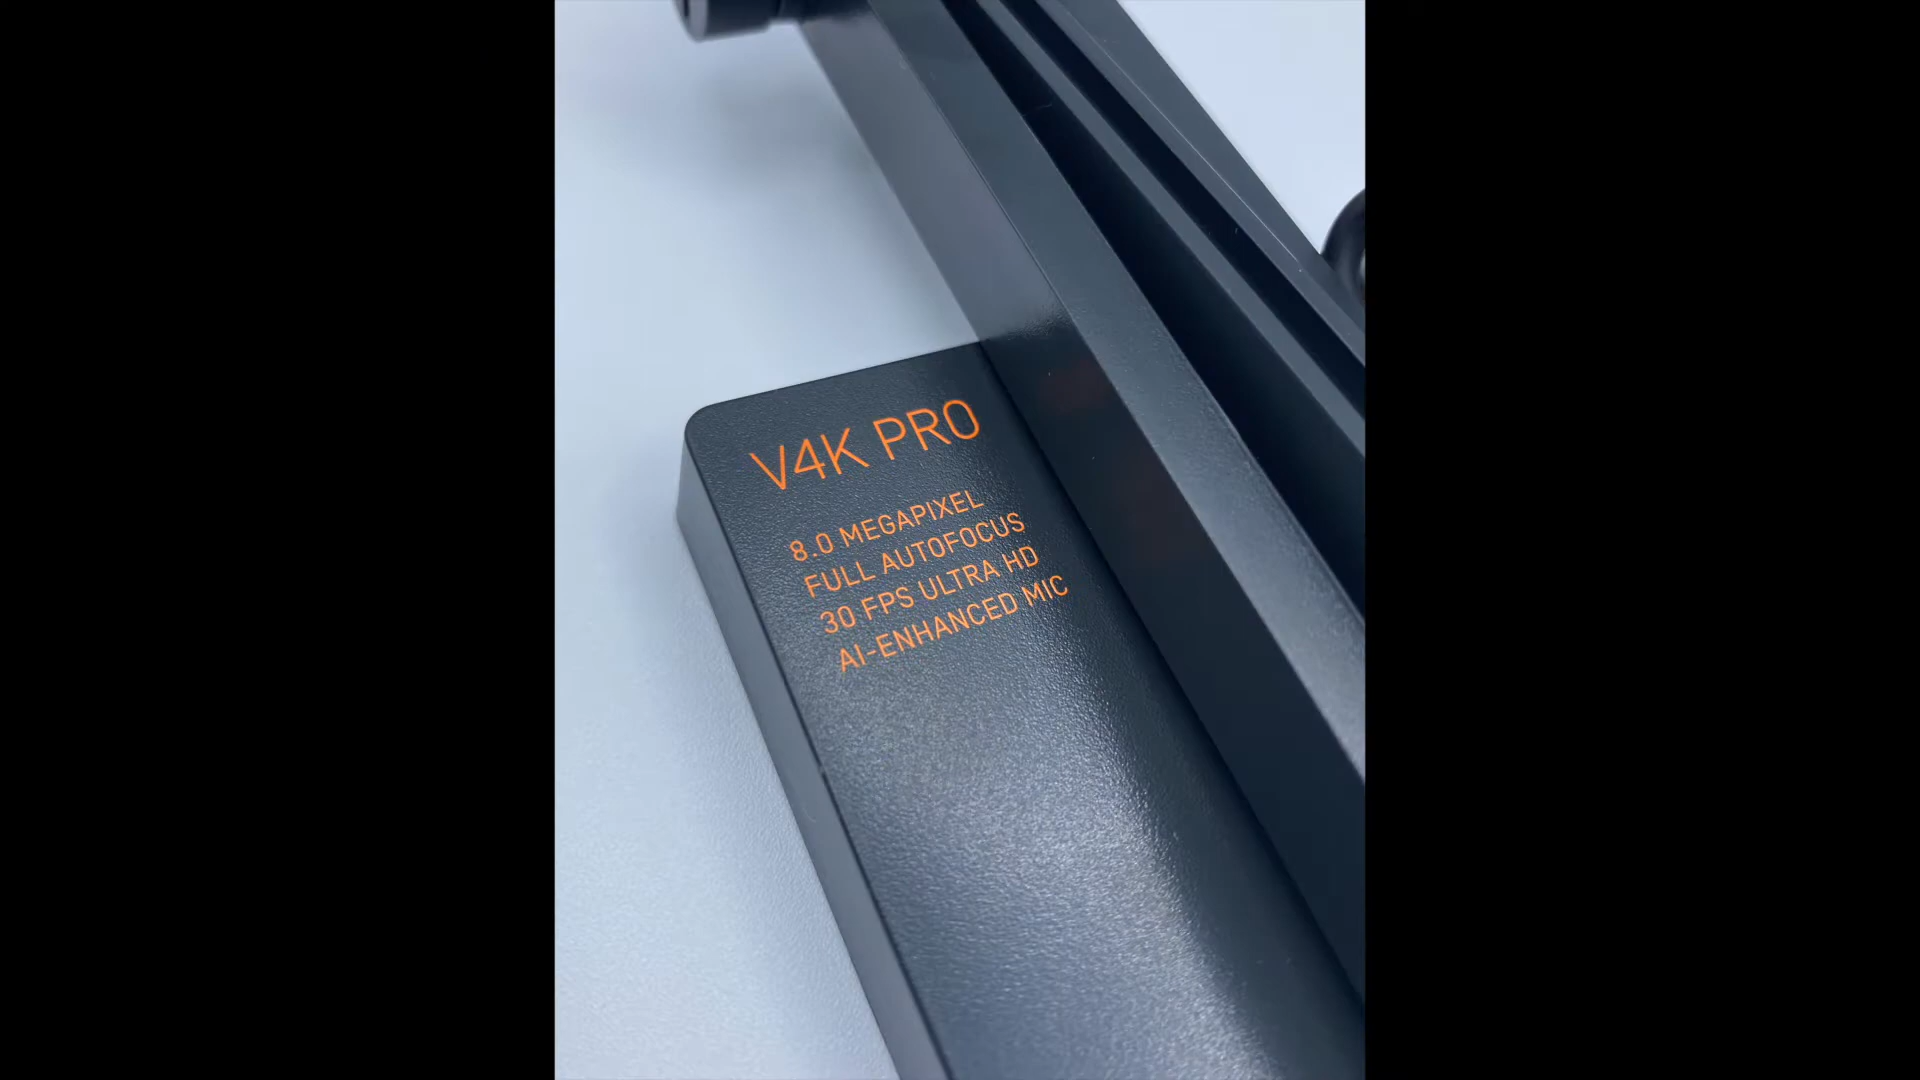 V4K PRO
8.0 MEGAPIXEL
FULL AUTOFOCUS
30 FPS ULTRA HD
AI-ENHANCED MIC